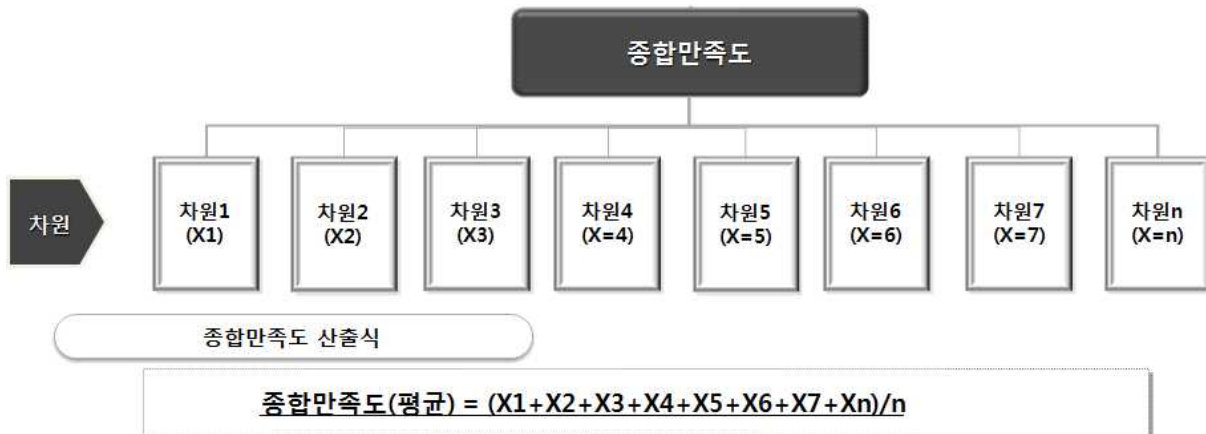 종합만족도
차원
차원1
(X1)
차원2
(X2)
차원3
(X3)
차원4
(X=4)
차원5
(X=5)
차원6
(X=6)
차원7
(X=7)
차원n
(X=n)
종합만족도 산출식
종합만족도(평균) = (X1+X2+X3+X4+X5+X6+X7+Xn)/n